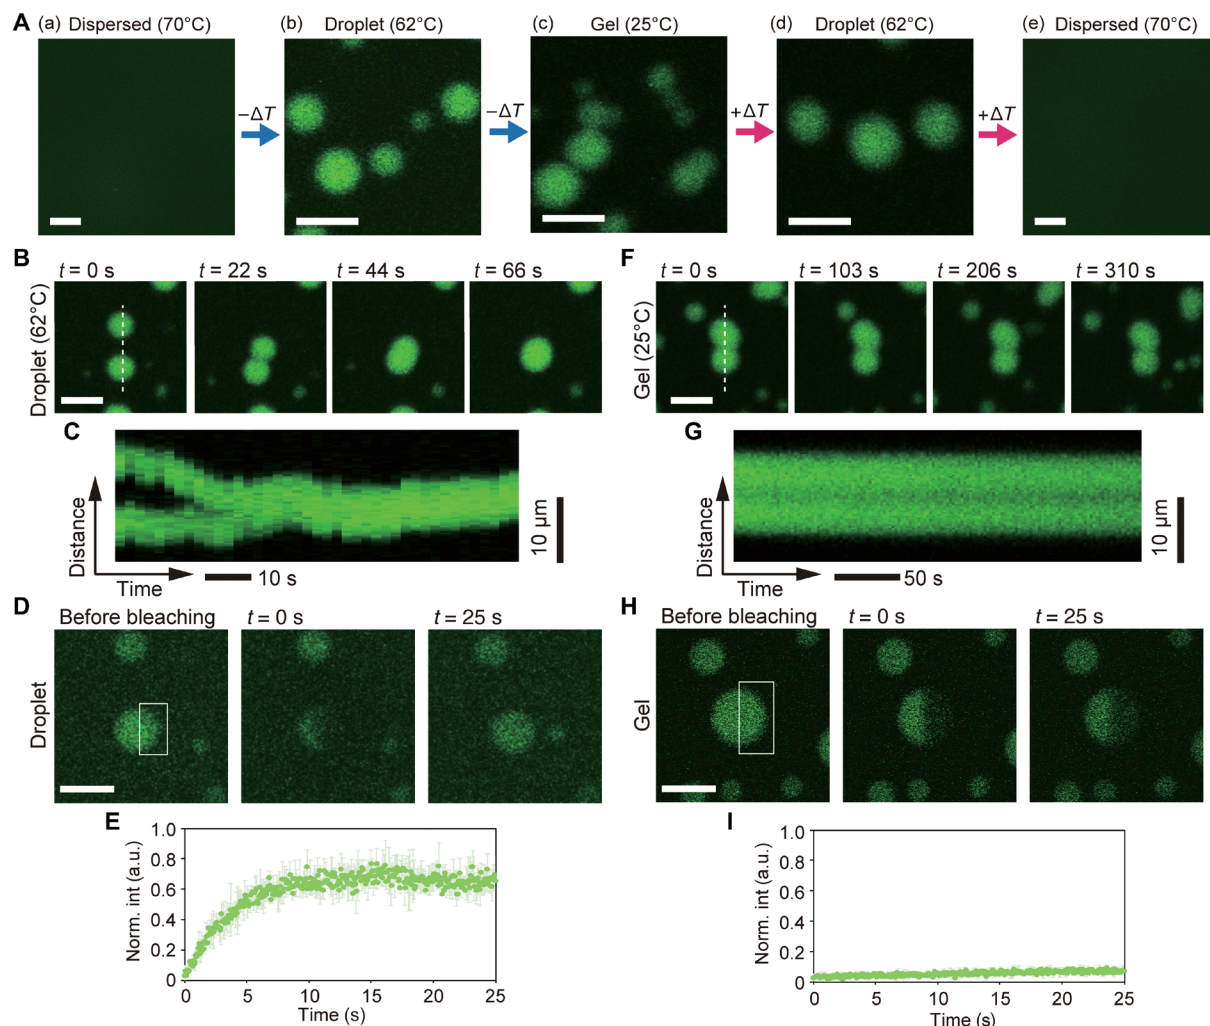 A
(a) Dispersed (70°C)
(b) Droplet (62°C)
(c) Gel (25°C)
(d) Droplet (62°C)
(e) Dispersed (70°C)
−ΔT
−ΔT
+ΔT
+ΔT
B
t = 0 s
t = 22 s
t = 44 s
t = 66 s
Droplet (62°C)
C
Distance
Time
10 s
10 µm
D
Before bleaching
t = 0 s
t = 25 s
Droplet
E
Norm. int (a.u.)
1.0
0.8
0.6
0.4
0.2
0
0
5
10
15
20
25
Time (s)
F
t = 0 s
t = 103 s
t = 206 s
t = 310 s
Gel (25°C)
G
Distance
Time
50 s
10 µm
H
Before bleaching
t = 0 s
t = 25 s
Gel
I
Norm. int (a.u.)
1.0
0.8
0.6
0.4
0.2
0
0
5
10
15
20
25
Time (s)